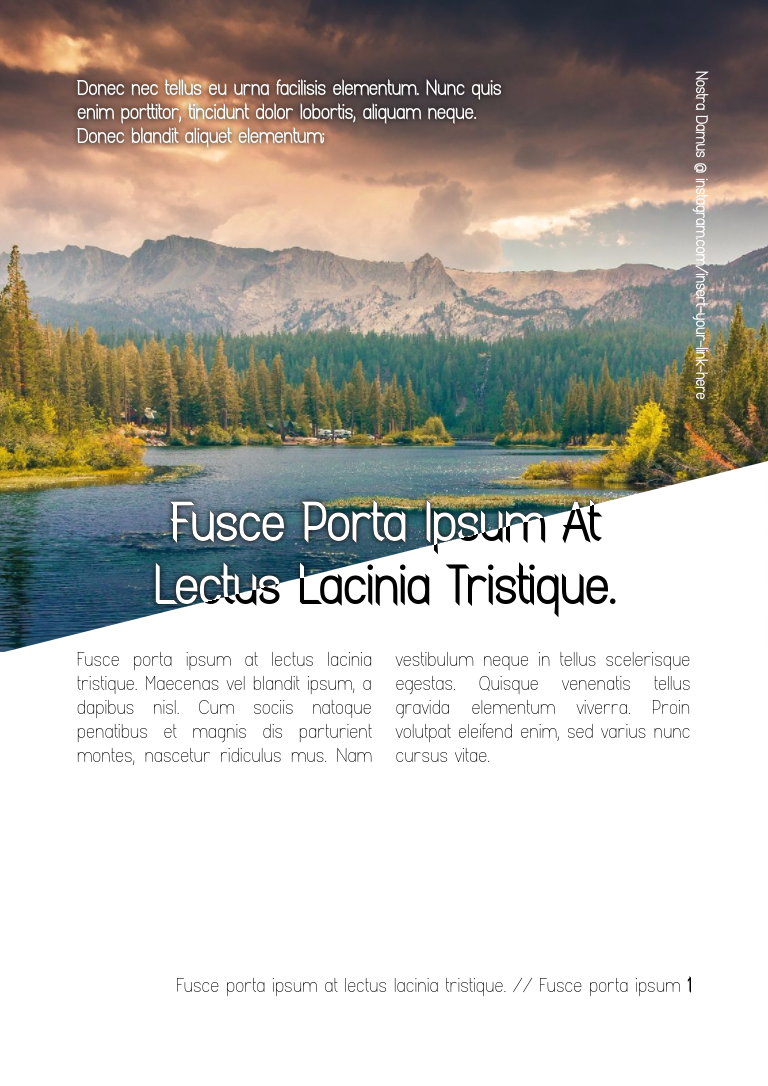 Donec nec tellus eu urna facilisis elementum. Nunc quis
enim porttitor, tincidunt dolor lobortis, aliquam neque.
Donec blandit aliquet elementum;
Nostra Damus @ instagram.com/insert-your-link-here
Fusce Porta Ipsum At
Lectus Lacinia Tristique.
Fusce porta ipsum at lectus lacinia
tristique. Maecenas vel blandit ipsum, a
dapibus nisl. Cum sociis natoque
penatibus et magnis dis parturient
montes, nascetur ridiculus mus. Nam
vestibulum neque in tellus scelerisque
egestas. Quisque venenatis tellus
gravida elementum viverra. Proin
volutpat eleifend enim, sed varius nunc
cursus vitae.
Fusce porta ipsum at lectus lacinia tristique. // Fusce porta ipsum 1